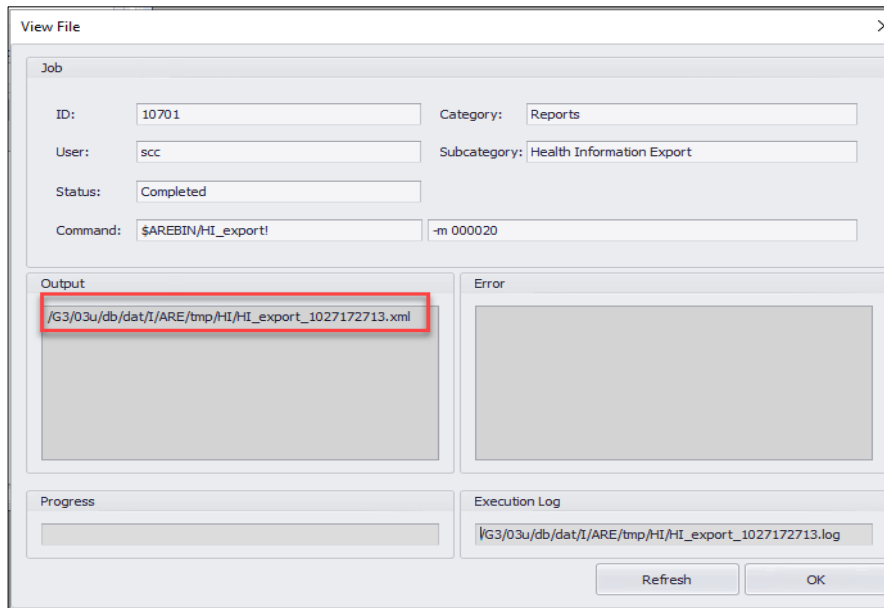 View File
Job
ID: 10701 Category: Reports
User: scc Subcategory: Health Information Export
Status: Completed
Command: $AREBIN/HI_export! -m 000020
Output Error
/G3/03u/db/dat/I/ARE/tmp/HI/HI_export_1027172713.xml
Progress Execution Log
/G3/03u/db/dat/I/ARE/tmp/HI/HI_export_1027172713.log
Refresh OK